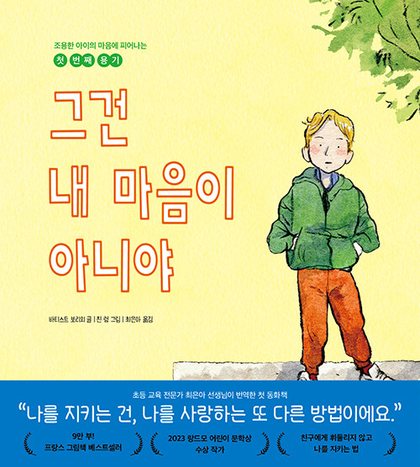 조용한 아이의 마음에 피어나는
첫 번째 용기
그건
내 마음이
아니야
바티스트 보리외 글 | 친 렁 그림 | 최은아 옮김
초등 교육 전문가 최은아 선생님이 번역한 첫 동화책
“나를 지키는 건, 나를 사랑하는 또 다른 방법이에요.”
9만 부!
프랑스 그림책 베스트셀러
2023 앙드모 어린이 문학상
수상 작가
친구에게 휘둘리지 않고
나를 지키는 법